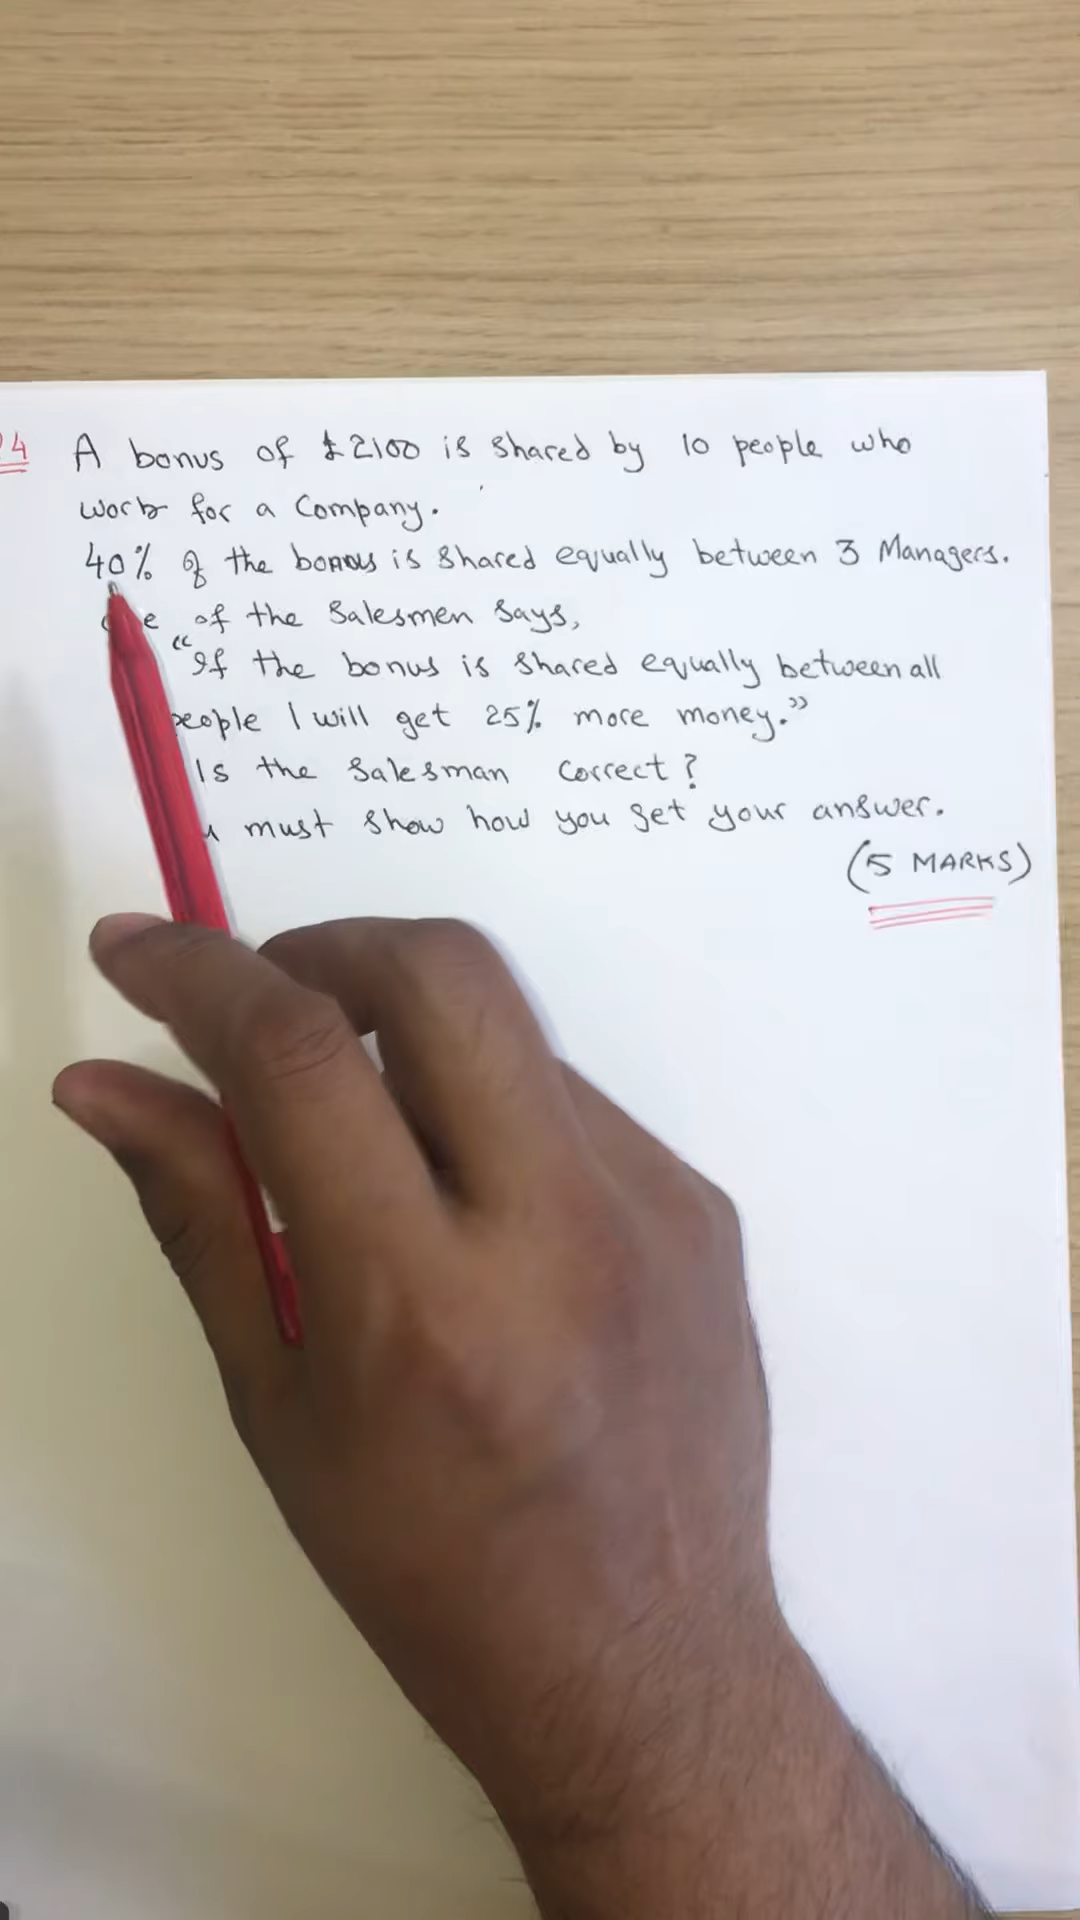 4 A bonus of £2100 is shared by 10 people who
work for a Company.
40% of the bonus is shared equally between 3 Managers.
e of the Salesmen says,
"If the bonus is shared equally between all
people I will get 25% more money."
Is the Salesman Correct?
must show how you get your answer.
(5 MARKS)